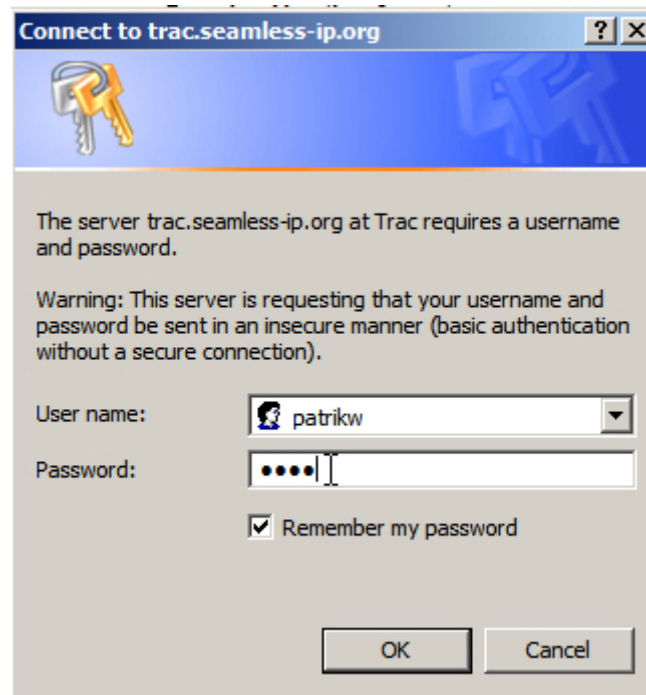 Connect to trac.seamless-ip.org
The server trac.seamless-ip.org at Trac requires a username
and password.
Warning: This server is requesting that your username and
password be sent in an insecure manner (basic authentication
without a secure connection).
User name:
patrikw
Password:
••••
Remember my password
OK
Cancel